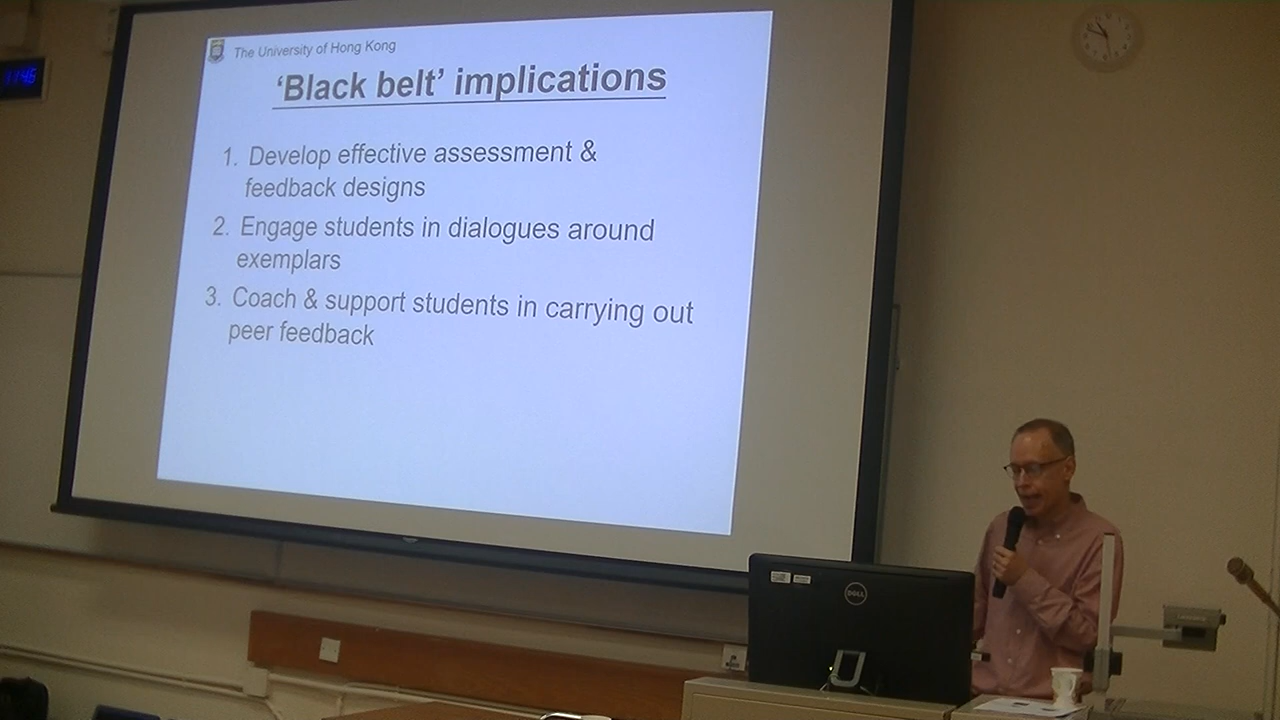 The University of Hong Kong
'Black belt' implications
1. Develop effective assessment &
feedback designs
2. Engage students in dialogues around
exemplars
3. Coach & support students in carrying out
peer feedback
DELL